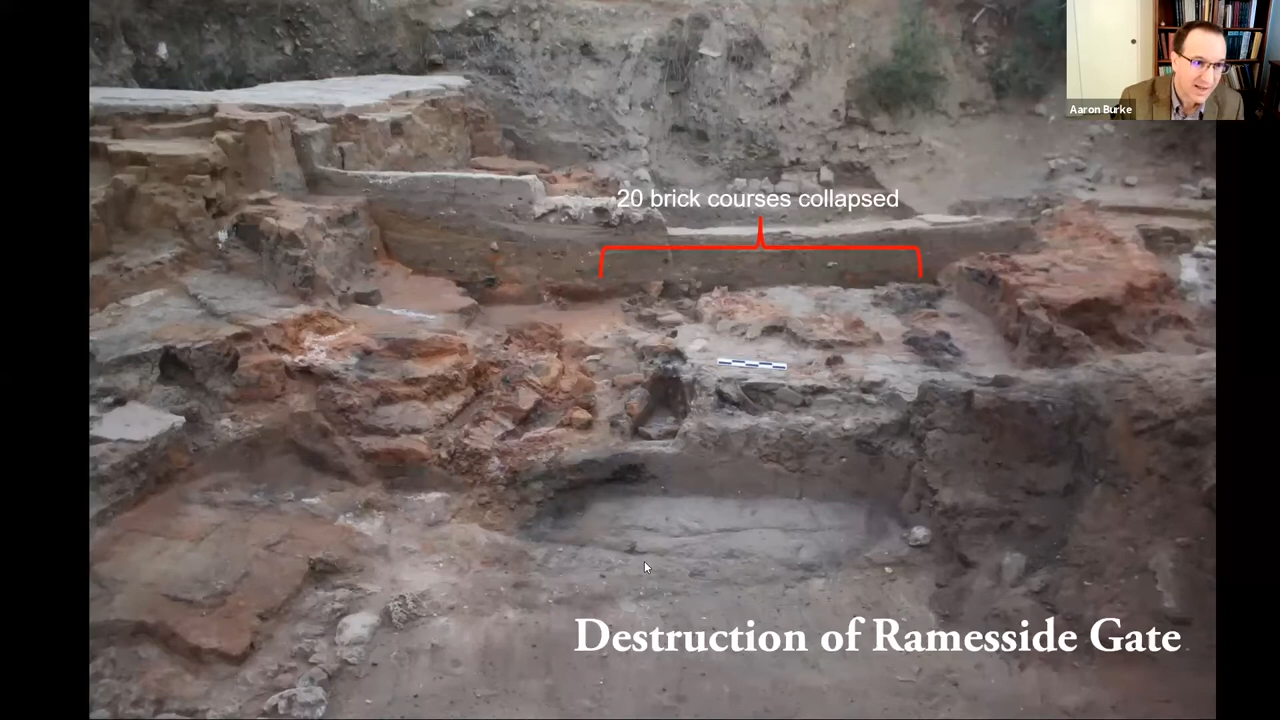 Aaron Burke
20 brick courses collapsed
Destruction of Ramesside Gate